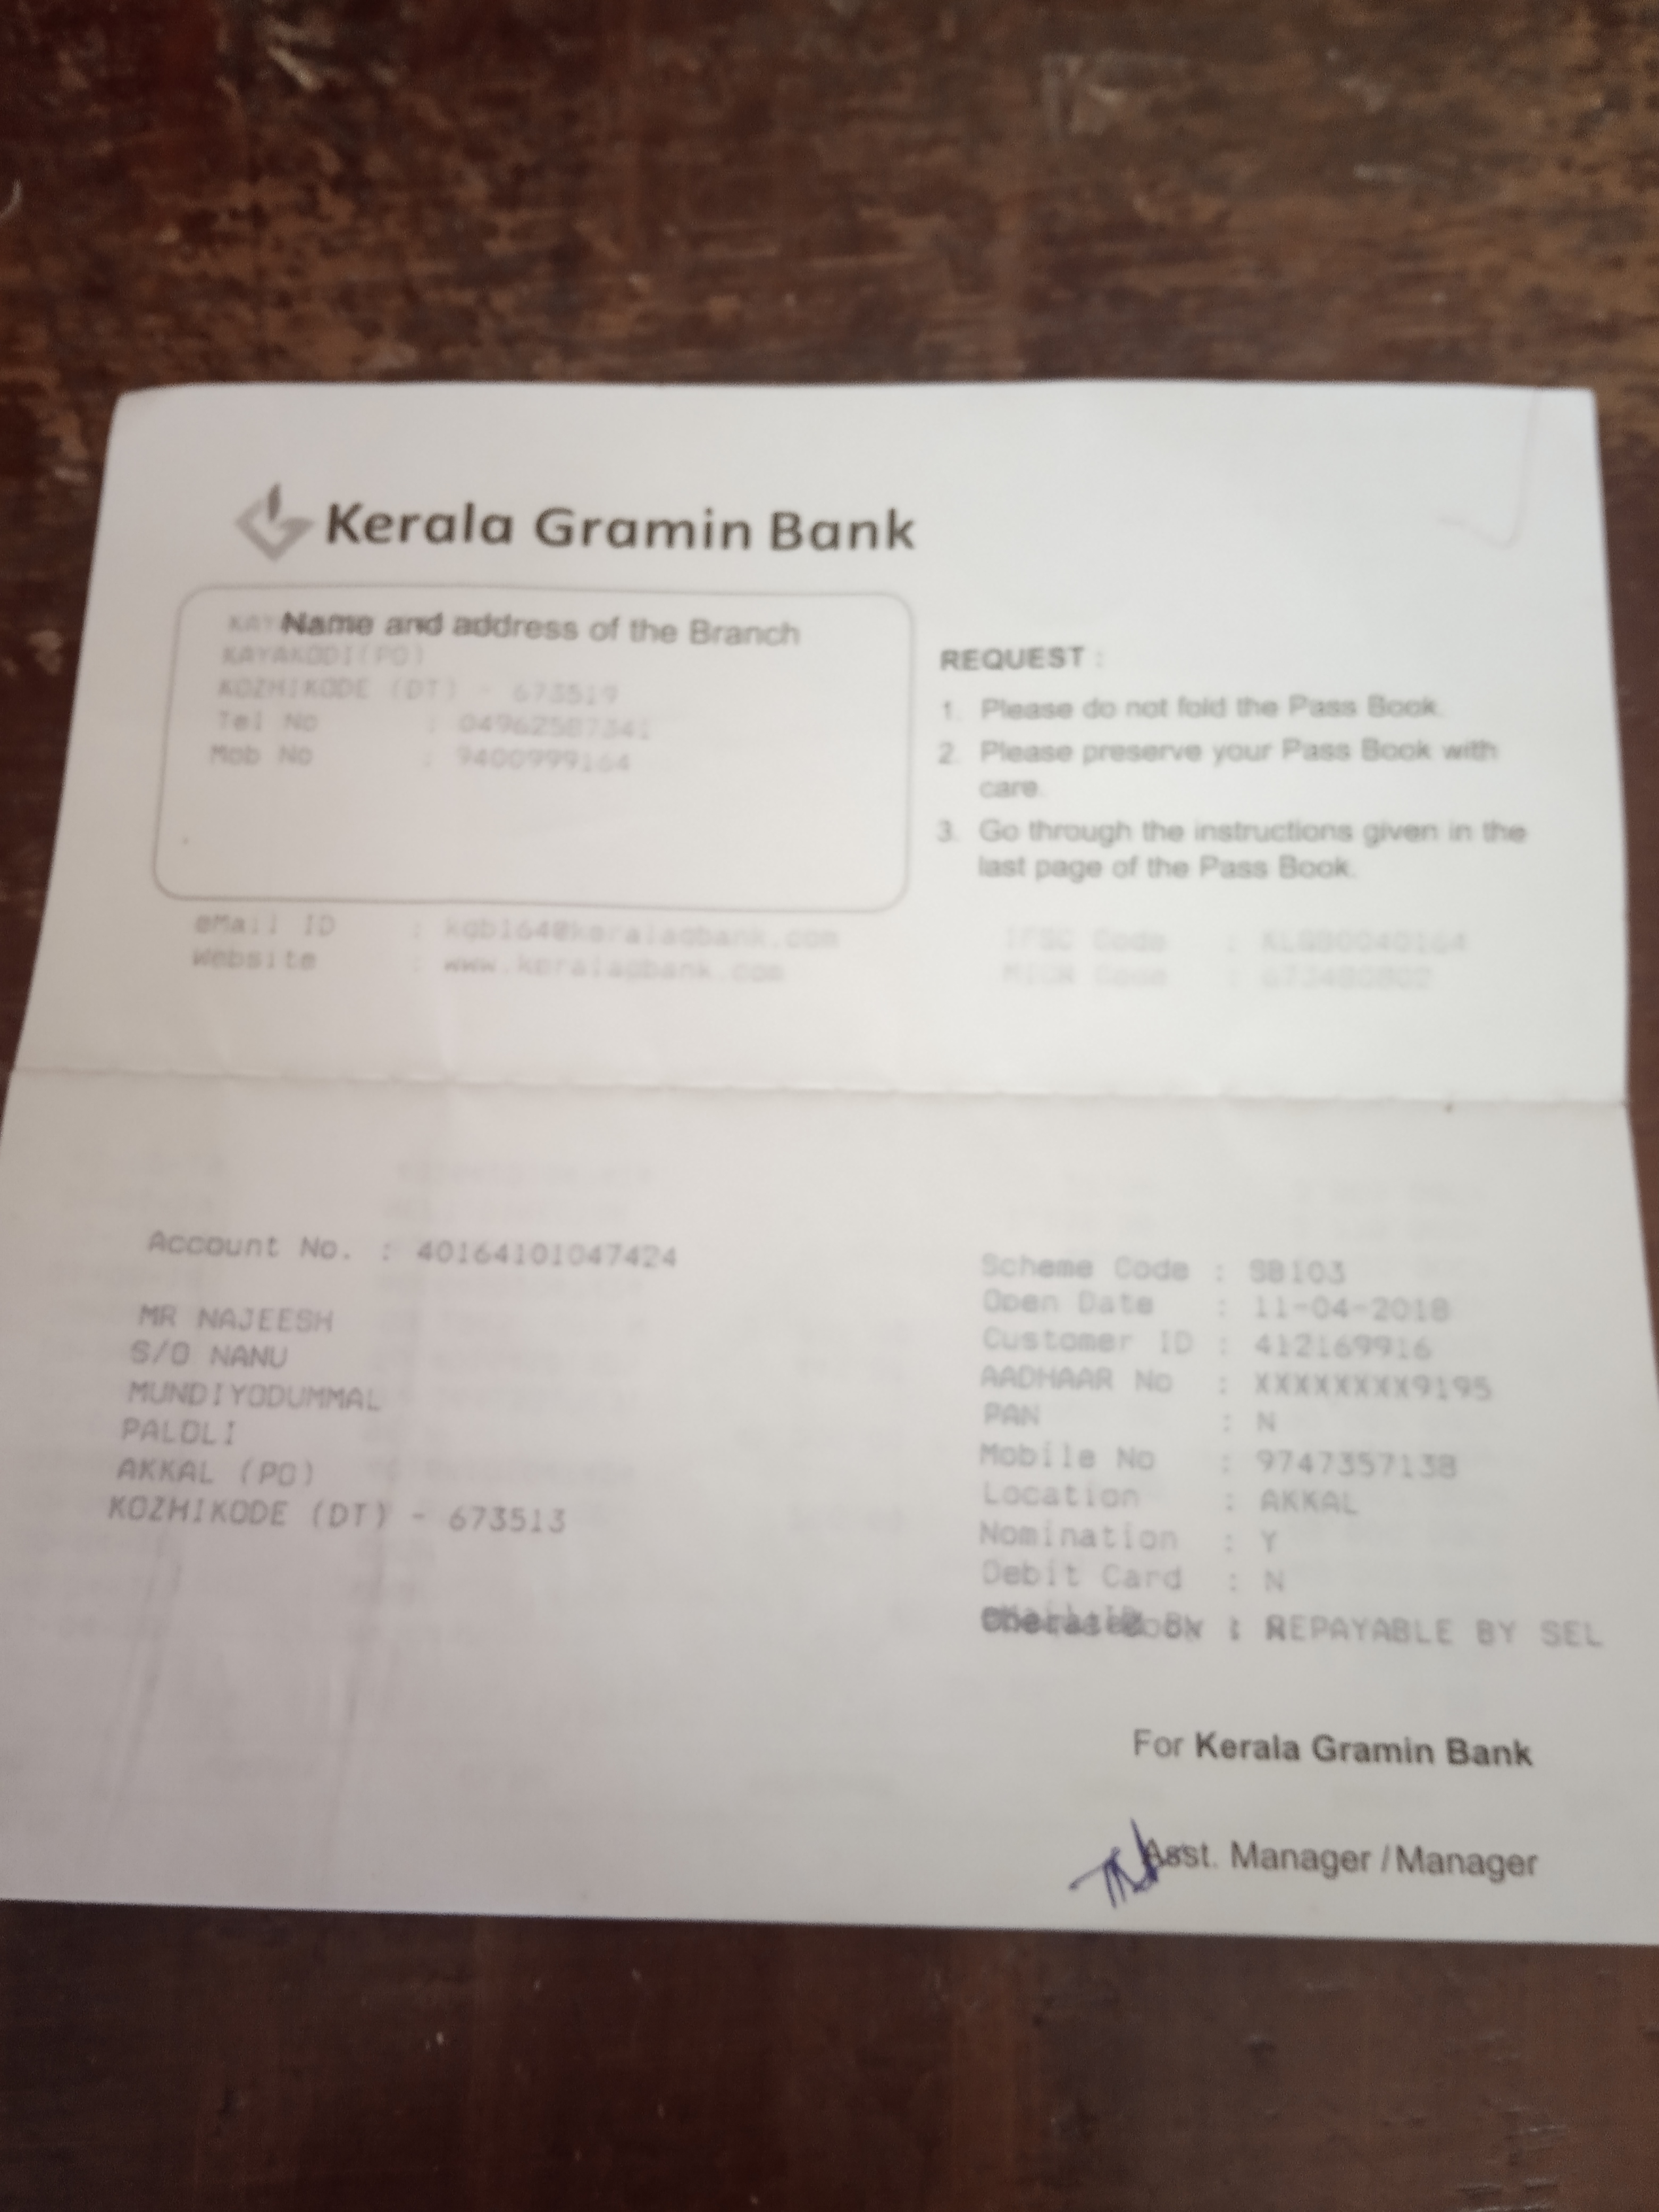 Kerala Gramin Bank
Name and address of the Branch
KAYAKODI(PO)
KOZHIKODE (DT) - 673519
Tel No : 04962587341
Mob No : 9400999164
eMail ID : kgb164@keralagbank.com
Website : www.keralagbank.com
REQUEST :
1. Please do not fold the Pass Book.
2. Please preserve your Pass Book with
care.
3. Go through the instructions given in the
last page of the Pass Book.
IFSC Code : KLGB0040164
MICR Code : 673480802
Account No. : 40164101047424
MR NAJEESH
S/O NANU
MUNDIYODUMMAL
PALOLI
AKKAL (PO)
KOZHIKODE (DT) - 673513
Scheme Code : SB103
Open Date : 11-04-2018
Customer ID : 412169916
AADHAAR No : XXXXXXXX9195
PAN : N
Mobile No : 9747357138
Location : AKKAL
Nomination : Y
Debit Card : N
: REPAYABLE BY SEL
For Kerala Gramin Bank
Asst. Manager / Manager